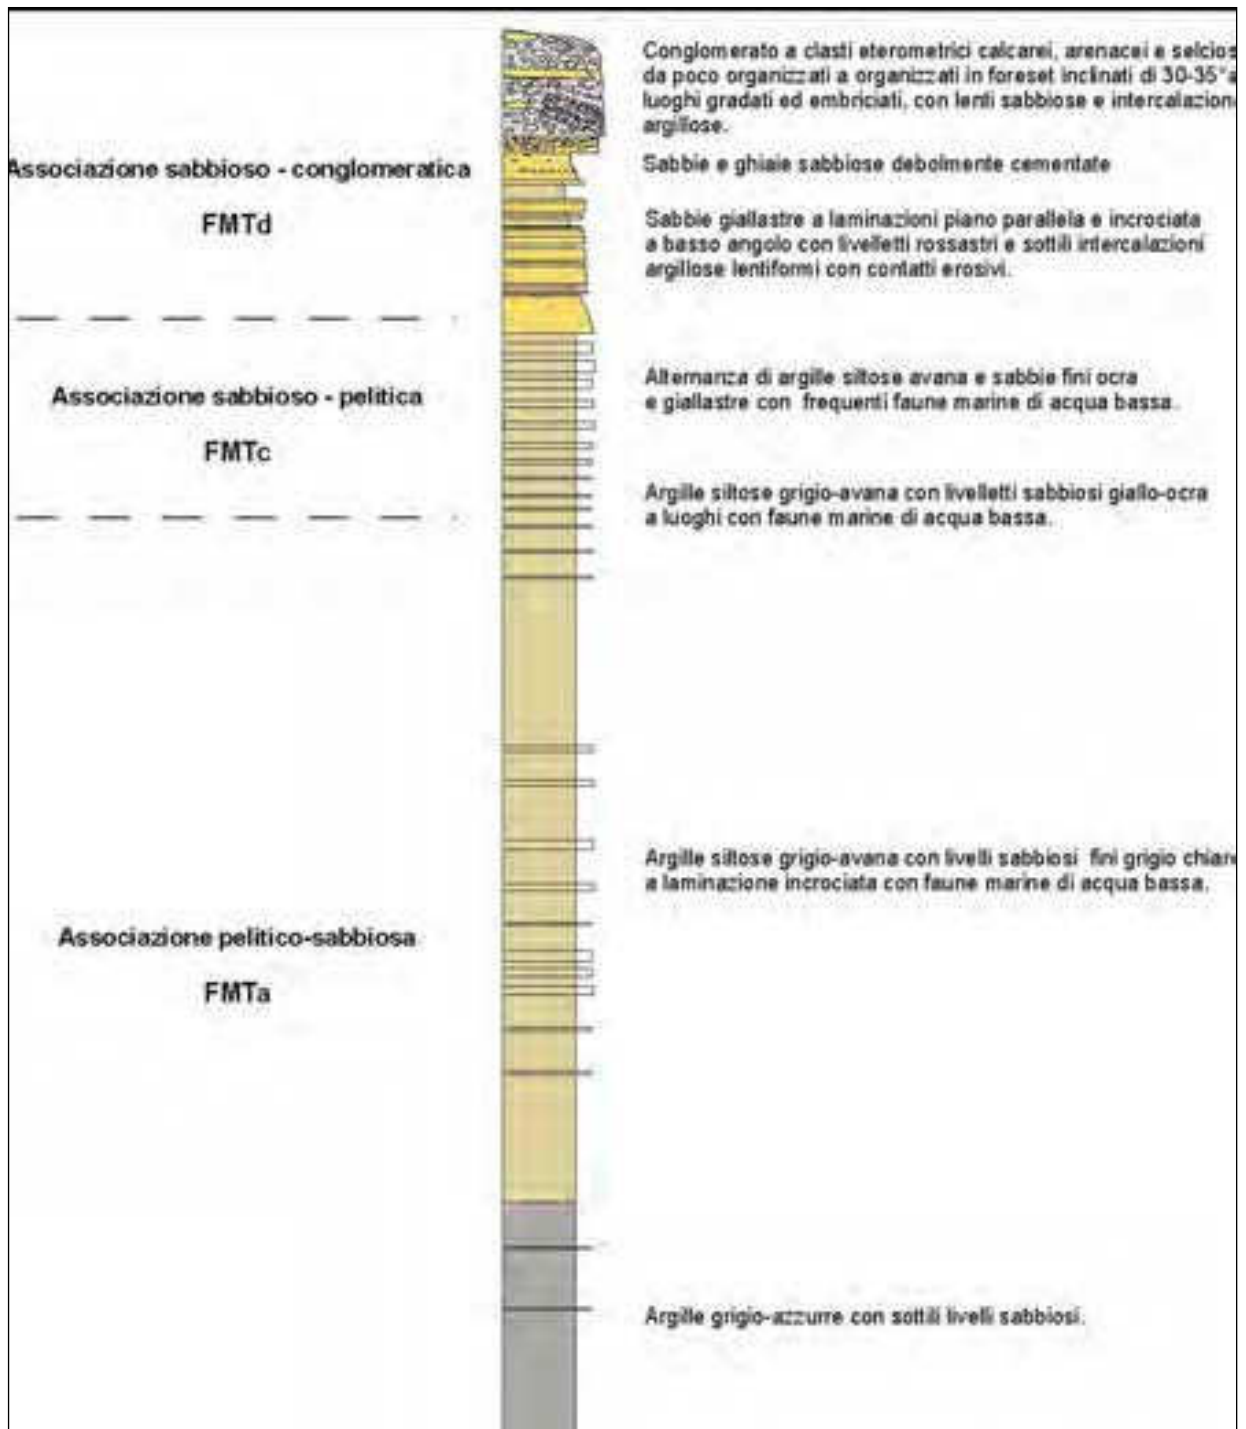 Conglomerato a clasti eterometrici calcarei, arenacei e selcios
da poco organizzati a organizzati in foreset inclinati di 30-35° a
luoghi gradati ed embriciati, con lenti sabbiose e intercalazion
argillose.
Associazione sabbioso - conglomeratica
FMTd
Sabbie e ghiaie sabbiose debolmente cementate
Sabbie giallastre a laminazioni piano parallela e incrociata
a basso angolo con livelletti rossastri e sottili intercalazioni
argillose lentiformi con contatti erosivi.
Associazione sabbioso - pelitica
FMTc
Alternanza di argille siltose avana e sabbie fini ocra
e giallastre con frequenti faune marine di acqua bassa.
Argille siltose grigio-avana con livelletti sabbiosi giallo-ocra
a luoghi con faune marine di acqua bassa.
Argille siltose grigio-avana con livelli sabbiosi fini grigio chiaro
a laminazione incrociata con faune marine di acqua bassa.
Associazione pelitico-sabbiosa
FMTa
Argille grigio-azzurre con sottili livelli sabbiosi.